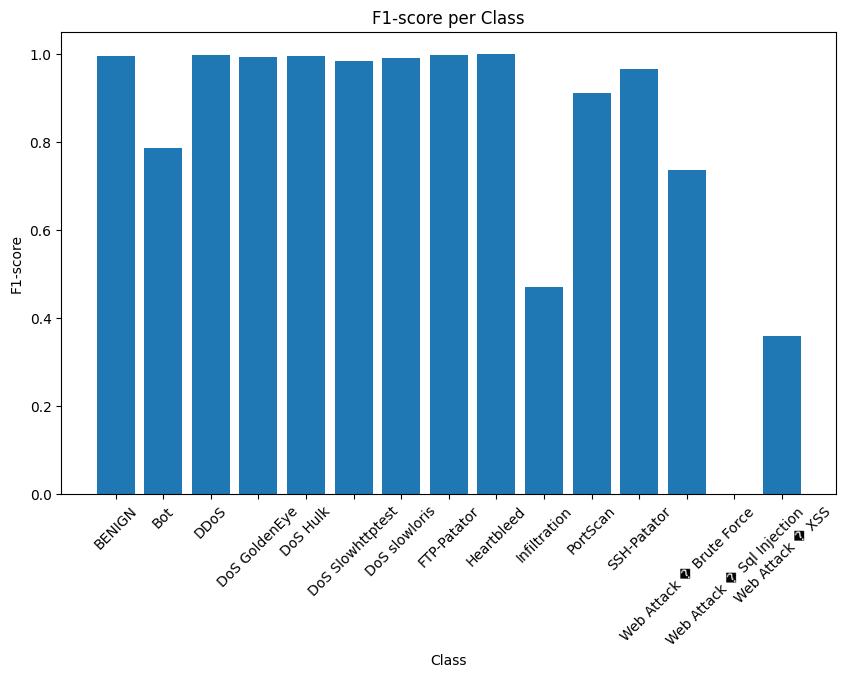 F1-score per Class
F1-score
1.0
0.8
0.6
0.4
0.2
0.0
BENIGN
Bot
DDoS
DoS GoldenEye
DoS Hulk
DoS Slowhttptest
DoS slowloris
FTP-Patator
Heartbleed
Infiltration
PortScan
SSH-Patator
Web Attack � Brute Force
Web Attack � Sql Injection
Web Attack � XSS
Class